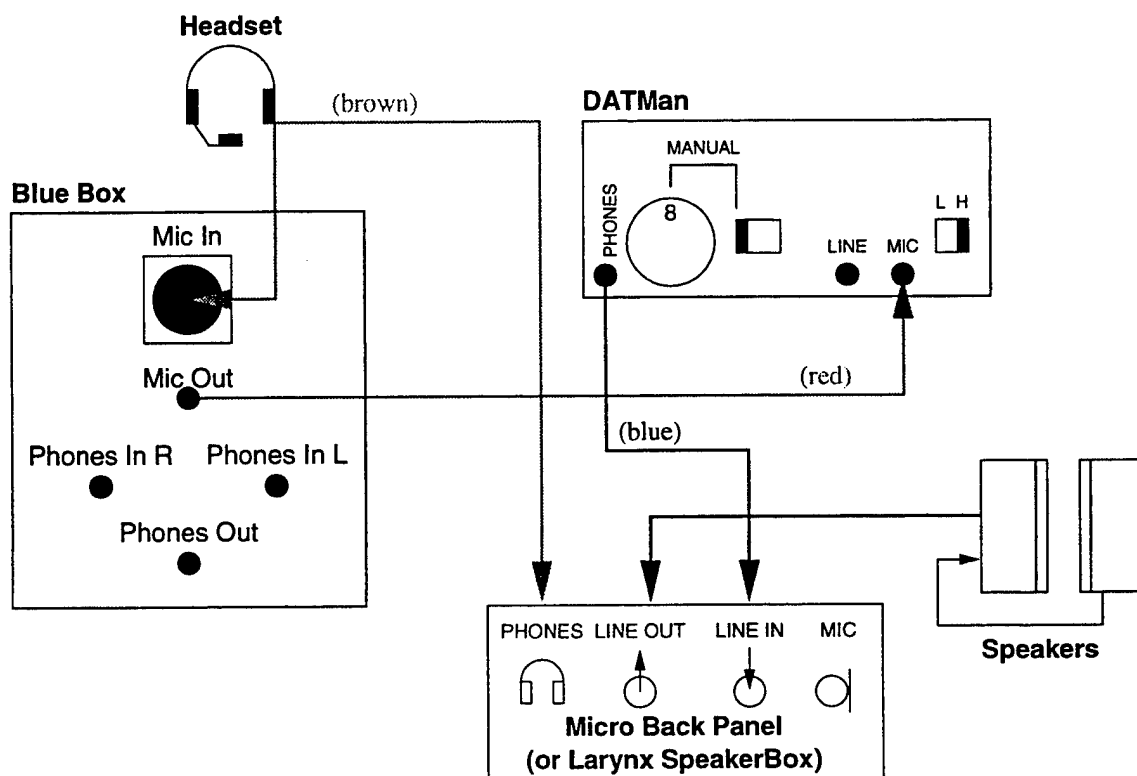 Headset
(brown)
DATMan
MANUAL
PHONES
8
L H
LINE
MIC
Blue Box
Mic In
Mic Out
(red)
(blue)
Phones In R
Phones In L
Phones Out
Speakers
PHONES
LINE OUT
LINE IN
MIC
Micro Back Panel
(or Larynx SpeakerBox)